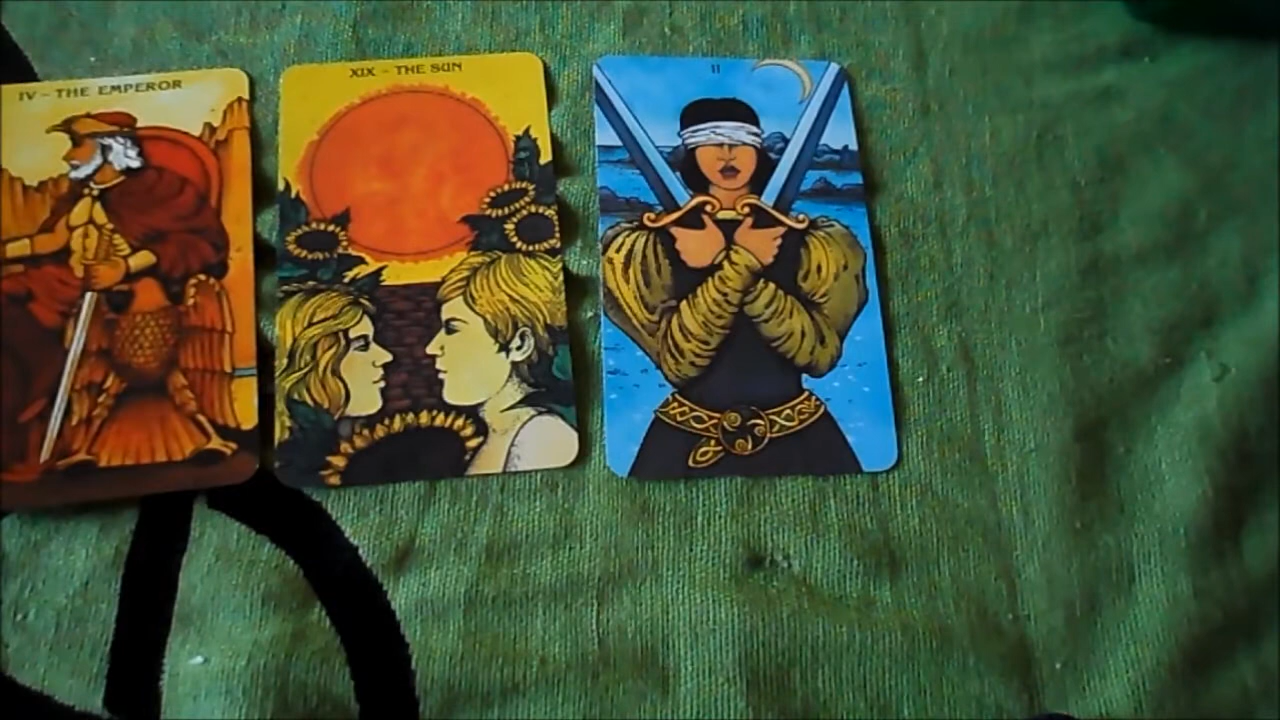 IV – THE EMPEROR
XIX – THE SUN
II